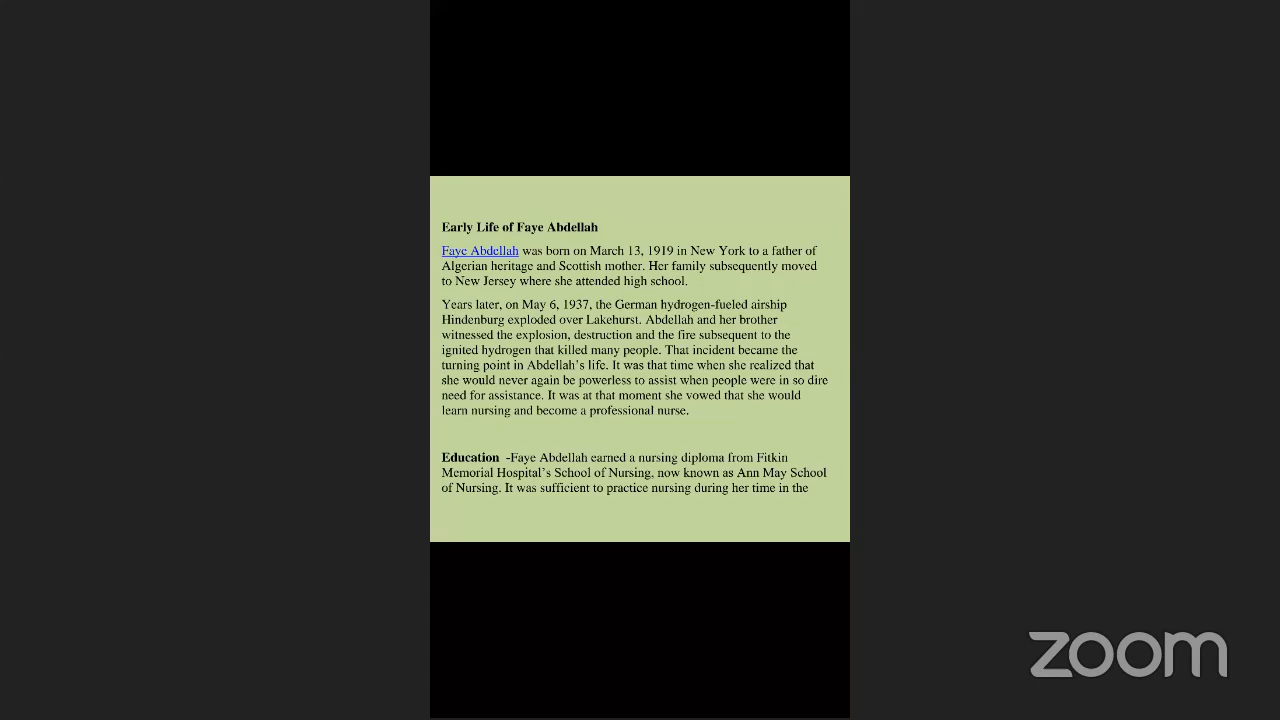 Early Life of Faye Abdellah
Faye Abdellah was born on March 13, 1919 in New York to a father of
Algerian heritage and Scottish mother. Her family subsequently moved
to New Jersey where she attended high school.
Years later, on May 6, 1937, the German hydrogen-fueled airship
Hindenburg exploded over Lakehurst. Abdellah and her brother
witnessed the explosion, destruction and the fire subsequent to the
ignited hydrogen that killed many people. That incident became the
turning point in Abdellah’s life. It was that time when she realized that
she would never again be powerless to assist when people were in so dire
need for assistance. It was at that moment she vowed that she would
learn nursing and become a professional nurse.
Education -Faye Abdellah earned a nursing diploma from Fitkin
Memorial Hospital’s School of Nursing, now known as Ann May School
of Nursing. It was sufficient to practice nursing during her time in the
zoom